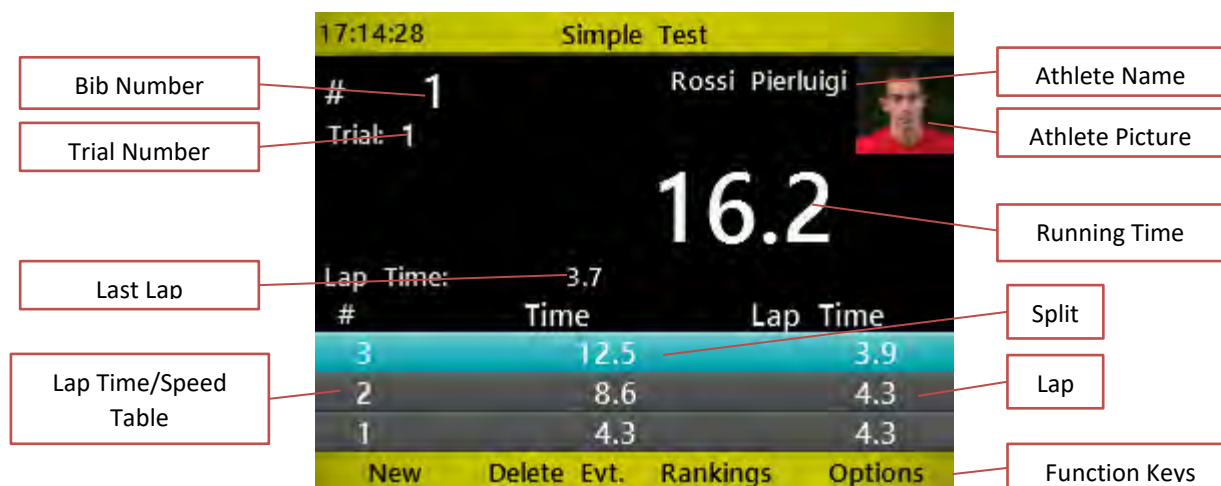 17:14:28 Simple Test
Bib Number
# 1
Rossi Pierluigi
Athlete Name
Trial Number
Trial: 1
Athlete Picture
16.2
Running Time
Last Lap
Lap Time: 3.7
# Time Lap Time
Split
3 12.5 3.9
Lap Time/Speed
Table
2 8.6 4.3
Lap
1 4.3 4.3
New Delete Evt. Rankings Options
Function Keys